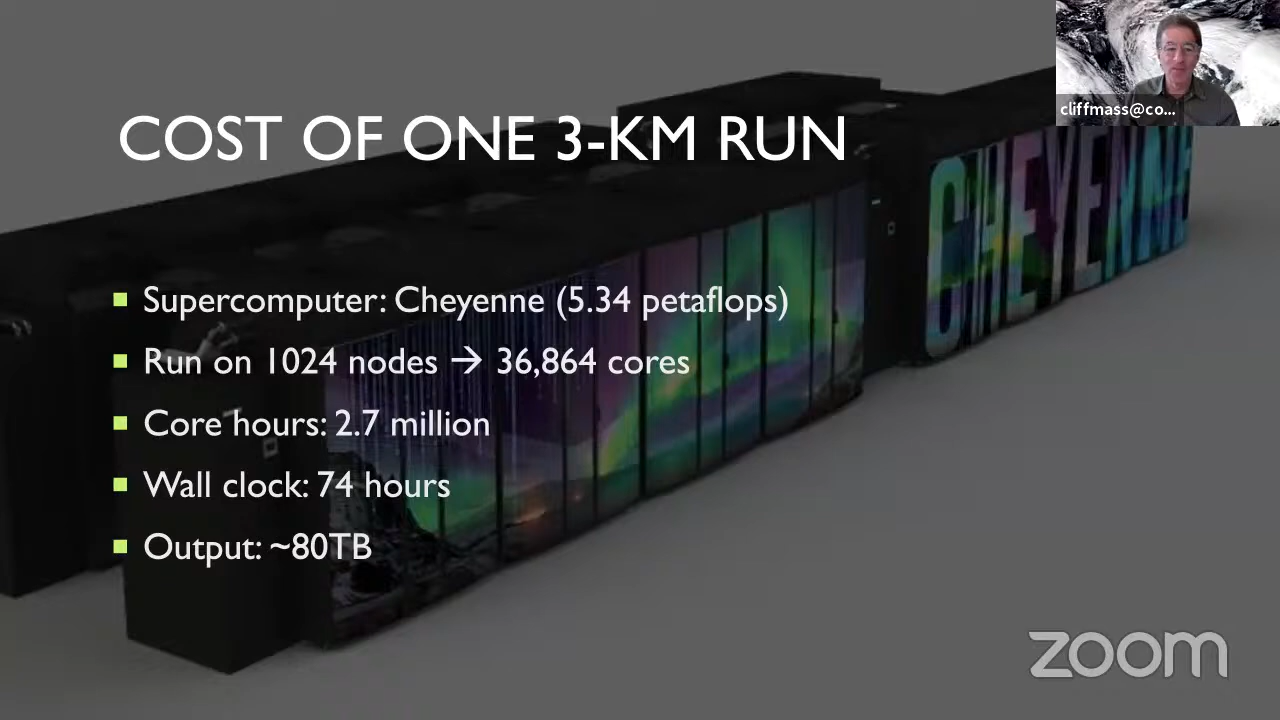 cliffmass@co...
COST OF ONE 3-KM RUN
CHEYENNE
▪ Supercomputer: Cheyenne (5.34 petaflops)
▪ Run on 1024 nodes → 36,864 cores
▪ Core hours: 2.7 million
▪ Wall clock: 74 hours
▪ Output: ~80TB
zoom